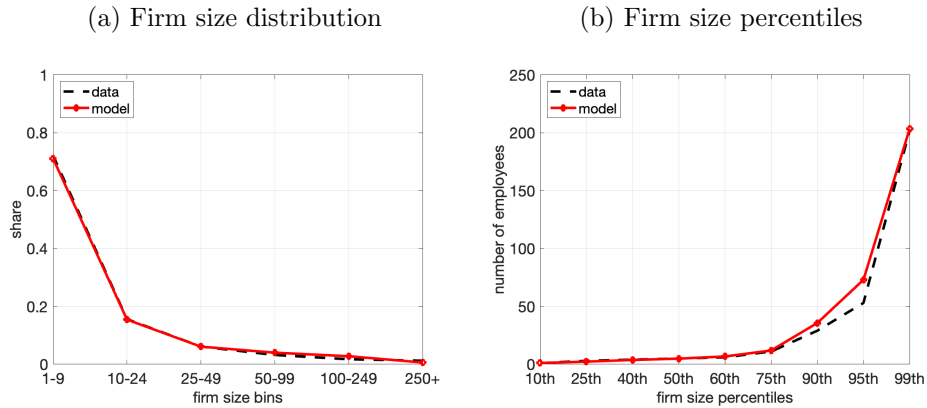 (a) Firm size distribution
1
data
model
0.8
0.6
0.4
0.2
0
share
1-9 10-24 25-49 50-99 100-249 250+
firm size bins
(b) Firm size percentiles
250
data
model
200
150
100
50
0
number of employees
10th 25th 40th 50th 60th 75th 90th 95th 99th
firm size percentiles